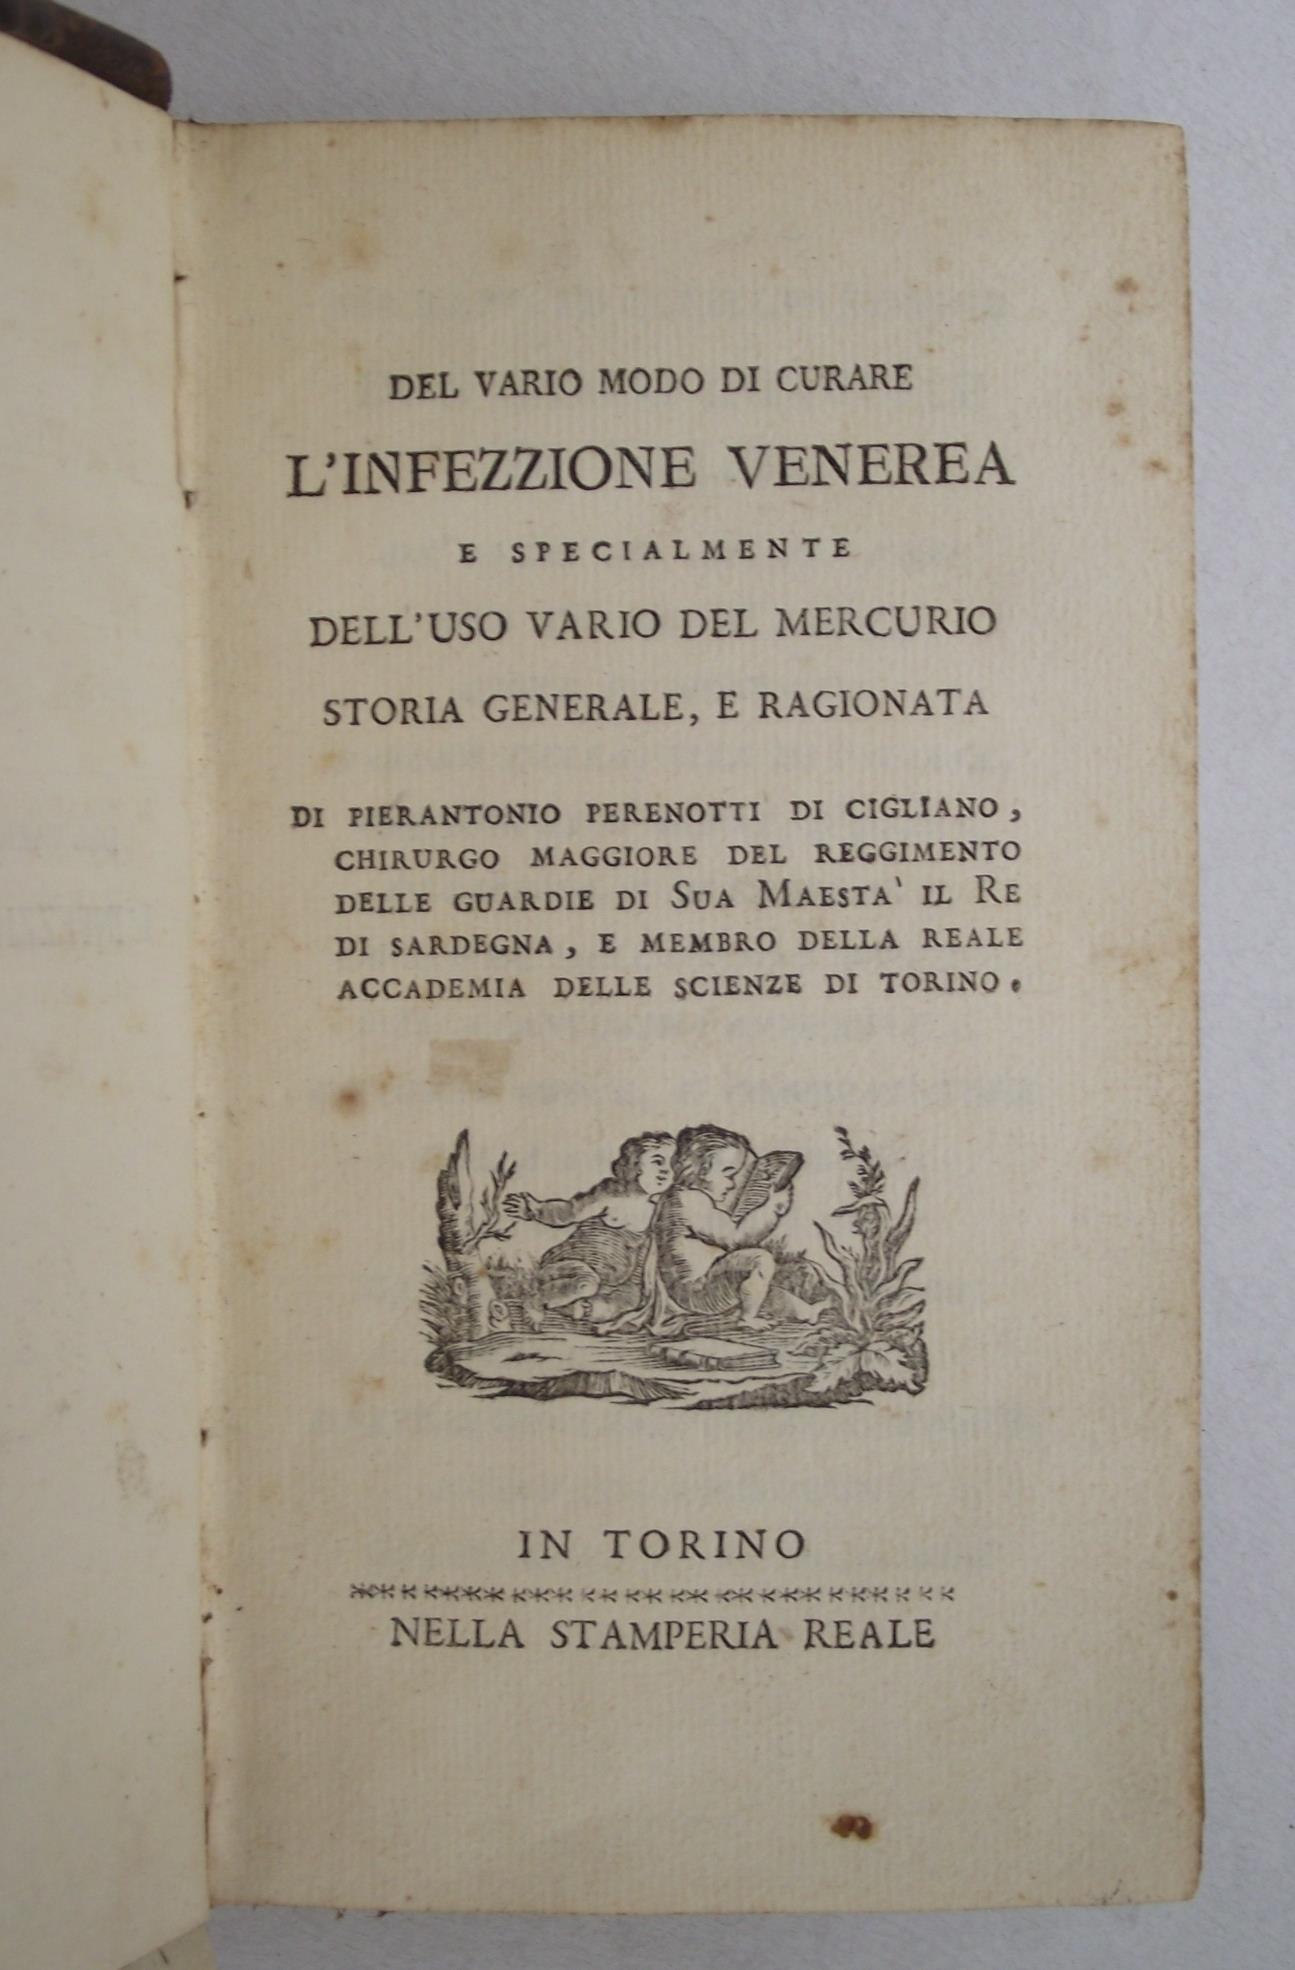 DEL VARIO MODO DI CURARE
L'INFEZZIONE VENEREA
E SPECIALMENTE
DELL'USO VARIO DEL MERCURIO
STORIA GENERALE, E RAGIONATA
DI PIERANTONIO PERENOTTI DI CIGLIANO,
CHIRURGO MAGGIORE DEL REGGIMENTO
DELLE GUARDIE DI SUA MAESTA' IL RE
DI SARDEGNA, E MEMBRO DELLA REALE
ACCADEMIA DELLE SCIENZE DI TORINO.
IN TORINO
NELLA STAMPERIA REALE